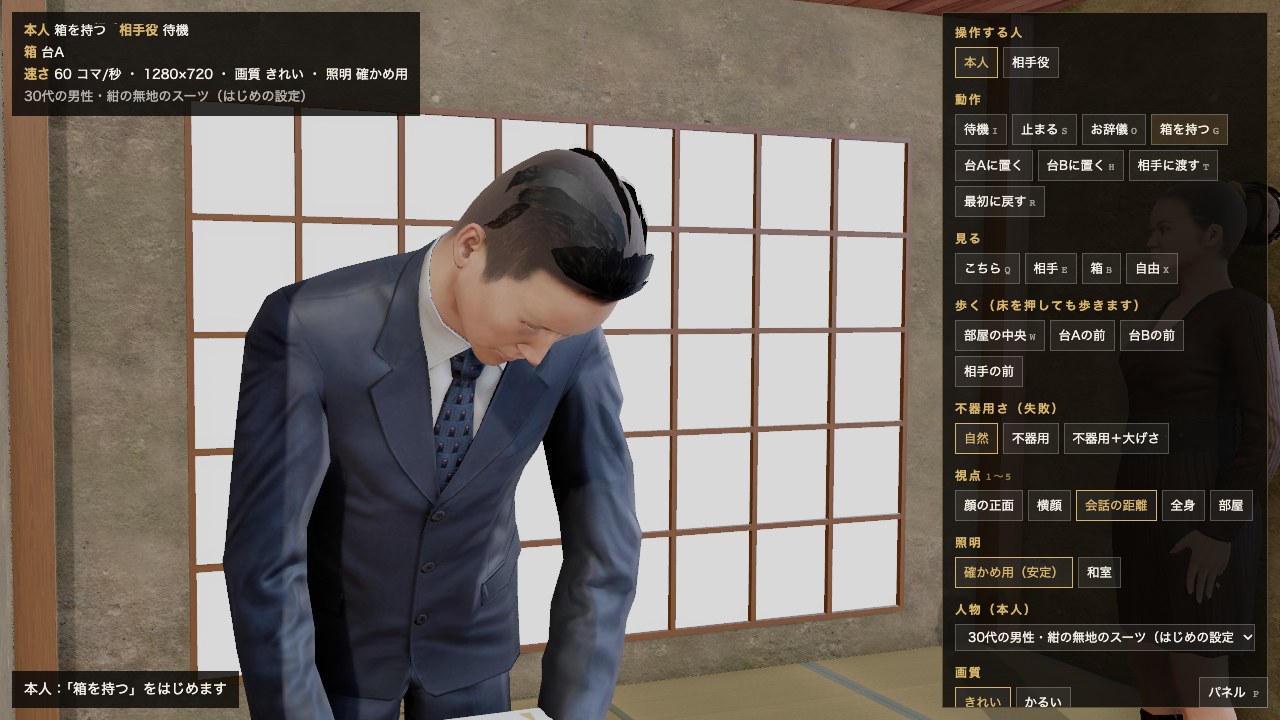 本人 箱を持つ 相手役 待機
箱 台A
速さ 60 コマ/秒 ・ 1280×720 ・ 画質 きれい ・ 照明 確かめ用
30代の男性・紺の無地のスーツ（はじめの設定）
操作する人
本人 相手役
動作
待機 I 止まる S お辞儀 O 箱を持つ G
台Aに置く 台Bに置く H 相手に渡す T
最初に戻す R
見る
こちら Q 相手 E 箱 B 自由 X
歩く（床を押しても歩きます）
部屋の中央 W 台Aの前 台Bの前
相手の前
不器用さ（失敗）
自然 不器用 不器用＋大げさ
視点 1〜5
顔の正面 横顔 会話の距離 全身 部屋
照明
確かめ用（安定） 和室
人物（本人）
30代の男性・紺の無地のスーツ（はじめの設定
画質
きれい かるい
パネル P
本人：「箱を持つ」をはじめます